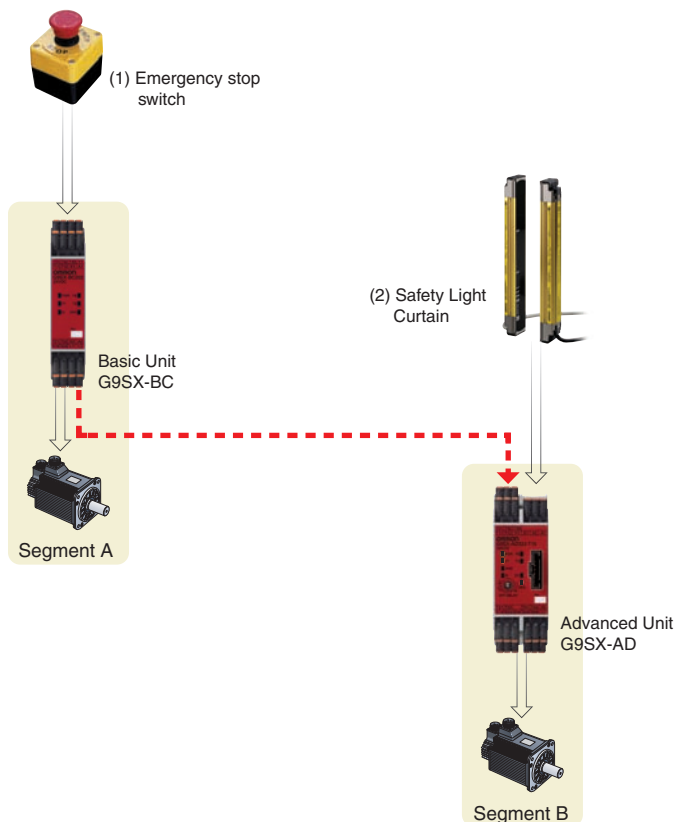 (1) Emergency stop
switch
(2) Safety Light
Curtain
Basic Unit
G9SX-BC
Segment A
Advanced Unit
G9SX-AD
Segment B